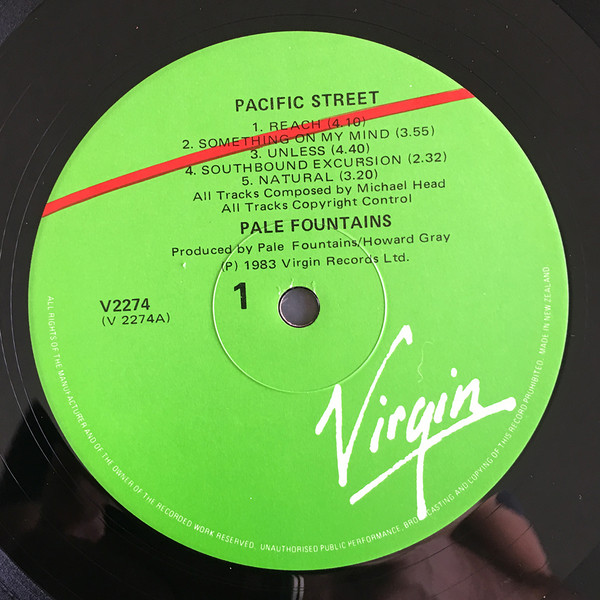 PACIFIC STREET
1. REACH (4.10)
2. SOMETHING ON MY MIND (3.55)
3. UNLESS (4.40)
4. SOUTHBOUND EXCURSION (2.32)
5. NATURAL (3.20)
All Tracks Composed by Michael Head
All Tracks Copyright Control
PALE FOUNTAINS
Produced by Pale Fountains/Howard Gray
(P) 1983 Virgin Records Ltd.
V2274
(V 2274A)
1
Virgin
ALL RIGHTS OF THE MANUFACTURER AND OF THE OWNER OF THE RECORDED WORK RESERVED. UNAUTHORISED PUBLIC PERFORMANCE, BROADCASTING AND COPYING OF THIS RECORD PROHIBITED. MADE IN NEW ZEALAND.